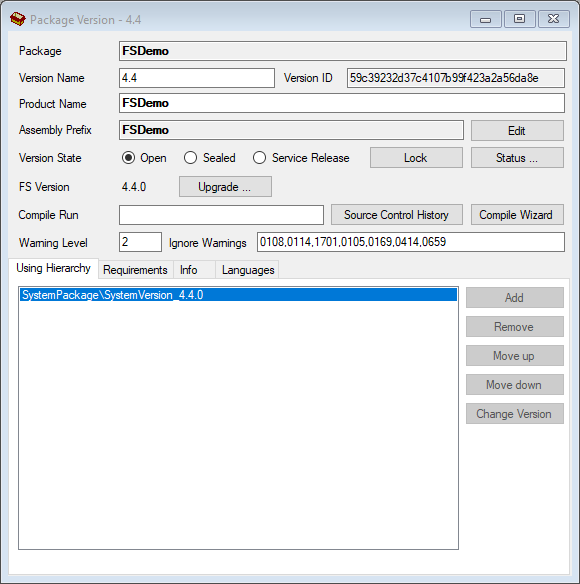 Package Version - 4.4
Package FSDemo
Version Name 4.4 Version ID 59c39232d37c4107b99f423a2a56da8e
Product Name FSDemo
Assembly Prefix FSDemo Edit
Version State Open Sealed Service Release Lock Status ...
FS Version 4.4.0 Upgrade ...
Compile Run Source Control History Compile Wizard
Warning Level 2 Ignore Warnings 0108,0114,1701,0105,0169,0414,0659
Using Hierarchy Requirements Info Languages
SystemPackage\SystemVersion_4.4.0 Add
Remove
Move up
Move down
Change Version